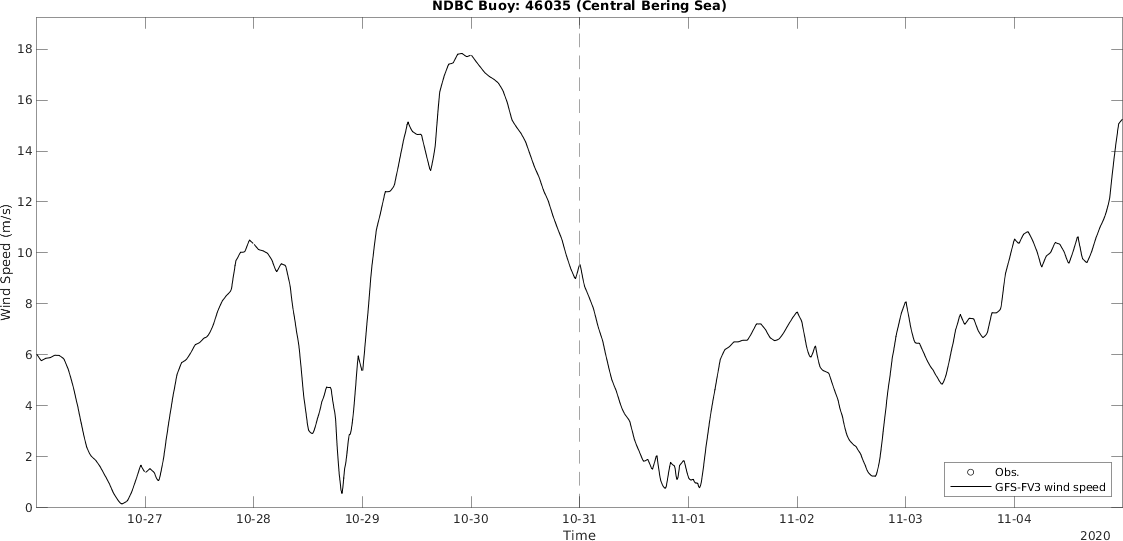 NDBC Buoy: 46035 (Central Bering Sea)
18
16
14
12
10
8
6
4
2
0
Wind Speed (m/s)
Obs.
GFS-FV3 wind speed
10-27 10-28 10-29 10-30 10-31 11-01 11-02 11-03 11-04
Time
2020